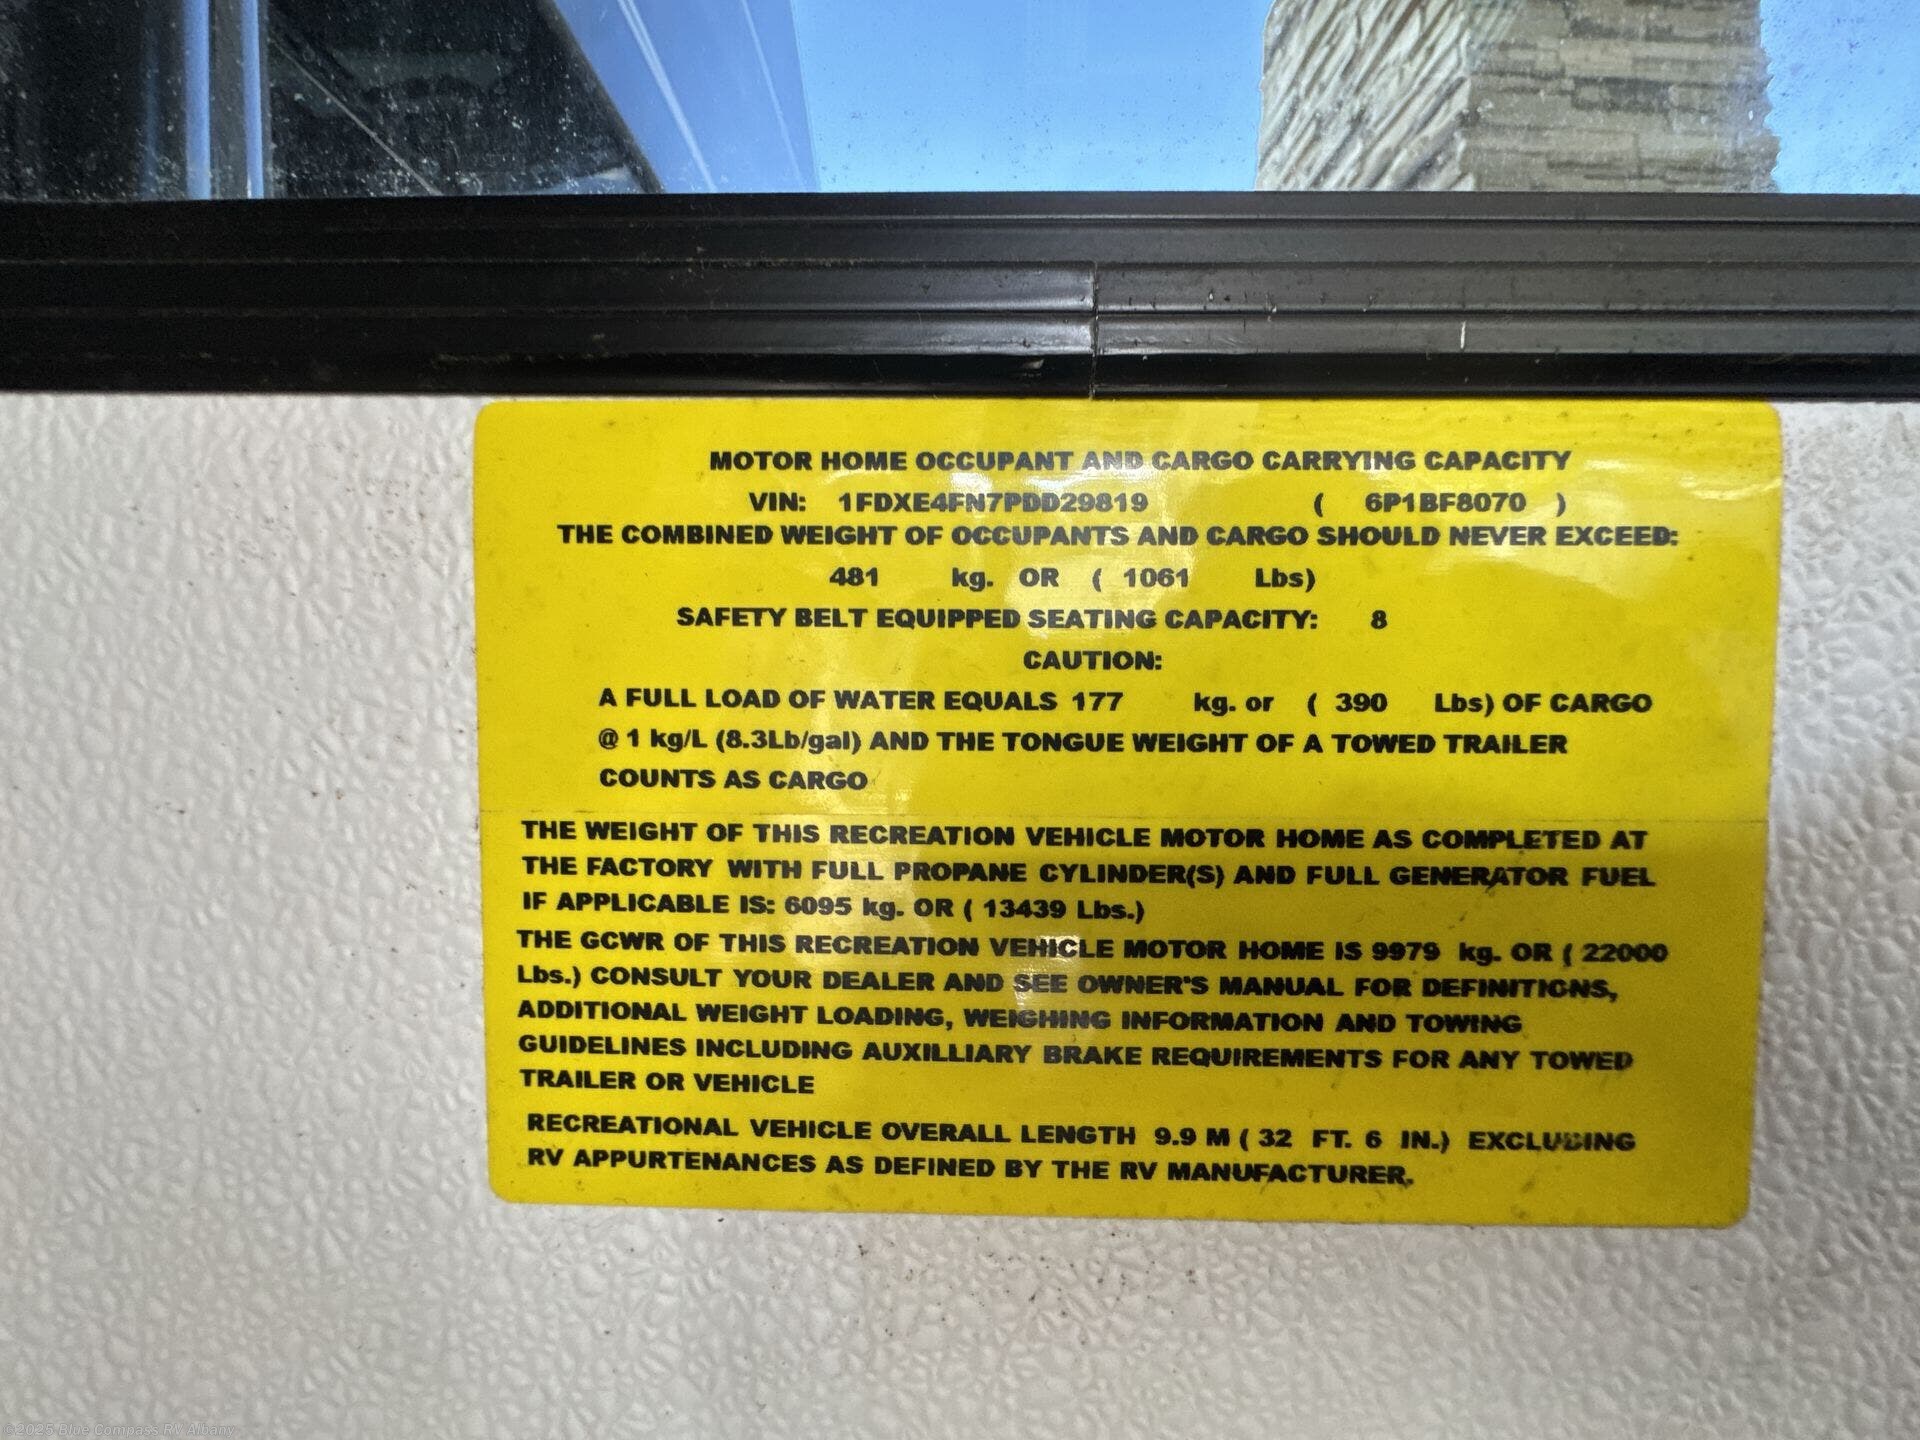 MOTOR HOME OCCUPANT AND CARGO CARRYING CAPACITY
VIN: 1FDXE4FN7PDD29819 ( 6P1BF8070 )
THE COMBINED WEIGHT OF OCCUPANTS AND CARGO SHOULD NEVER EXCEED:
481 kg. OR ( 1061 Lbs)
SAFETY BELT EQUIPPED SEATING CAPACITY: 8
CAUTION:
A FULL LOAD OF WATER EQUALS 177 kg. or ( 390 Lbs) OF CARGO
@ 1 kg/L (8.3Lb/gal) AND THE TONGUE WEIGHT OF A TOWED TRAILER
COUNTS AS CARGO
THE WEIGHT OF THIS RECREATION VEHICLE MOTOR HOME AS COMPLETED AT
THE FACTORY WITH FULL PROPANE CYLINDER(S) AND FULL GENERATOR FUEL
IF APPLICABLE IS: 6095 kg. OR ( 13439 Lbs.)
THE GCWR OF THIS RECREATION VEHICLE MOTOR HOME IS 9979 kg. OR ( 22000
Lbs.) CONSULT YOUR DEALER AND SEE OWNER'S MANUAL FOR DEFINITIONS,
ADDITIONAL WEIGHT LOADING, WEIGHING INFORMATION AND TOWING
GUIDELINES INCLUDING AUXILLIARY BRAKE REQUIREMENTS FOR ANY TOWED
TRAILER OR VEHICLE
RECREATIONAL VEHICLE OVERALL LENGTH 9.9 M ( 32 FT. 6 IN.) EXCLUDING
RV APPURTENANCES AS DEFINED BY THE RV MANUFACTURER.
©2025 Blue Compass RV Albany